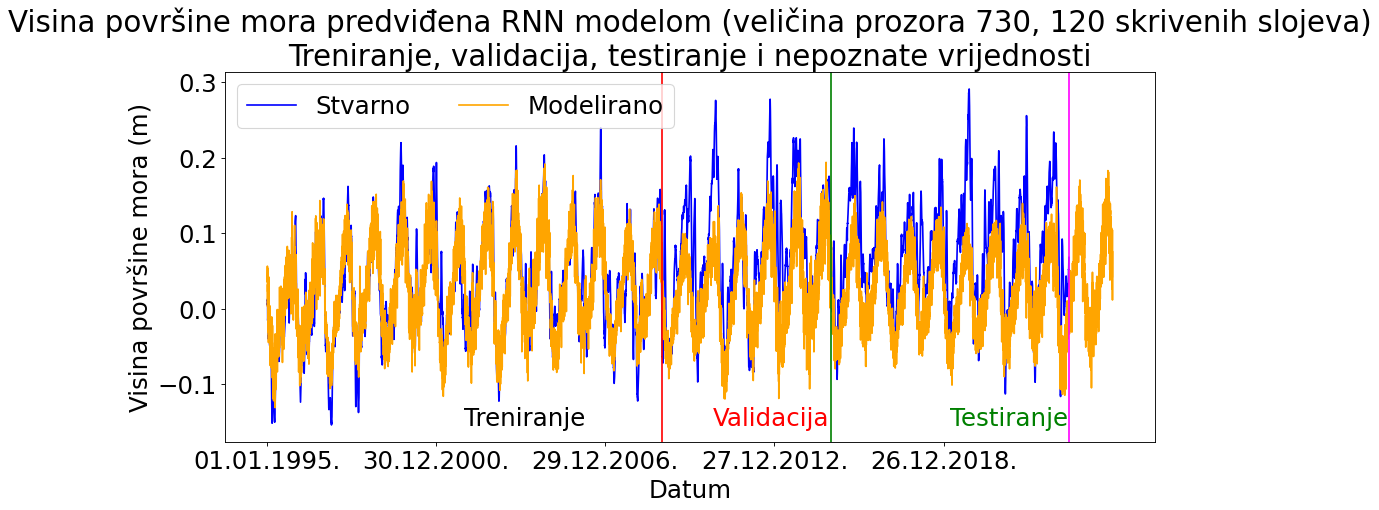 Visina površine mora predviđena RNN modelom (veličina prozora 730, 120 skrivenih slojeva)
Treniranje, validacija, testiranje i nepoznate vrijednosti
Stvarno
Modelirano
Visina površine mora (m)
0.3
0.2
0.1
0.0
−0.1
Treniranje
Validacija
Testiranje
01.01.1995.
30.12.2000.
29.12.2006.
27.12.2012.
26.12.2018.
Datum